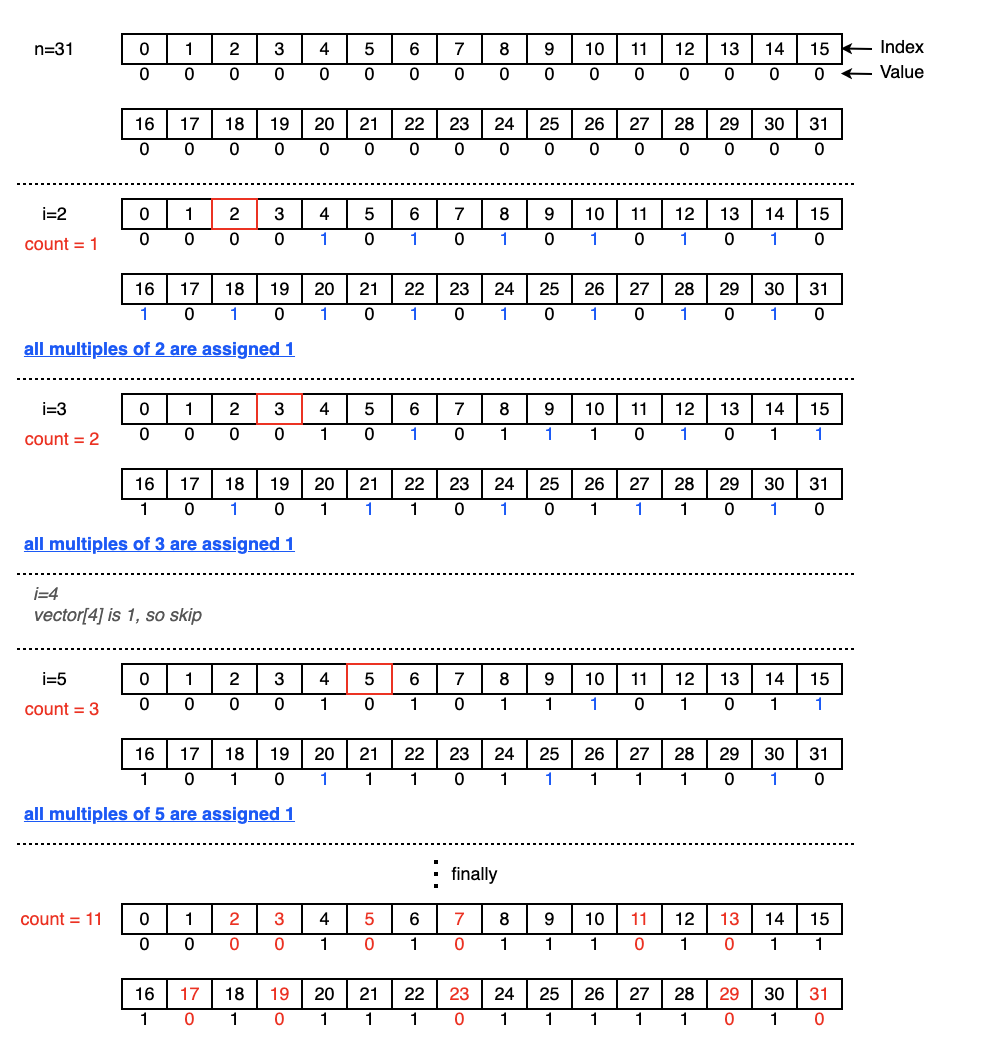 n=31 0 1 2 3 4 5 6 7 8 9 10 11 12 13 14 15 Index
0 0 0 0 0 0 0 0 0 0 0 0 0 0 0 0 Value
16 17 18 19 20 21 22 23 24 25 26 27 28 29 30 31
0 0 0 0 0 0 0 0 0 0 0 0 0 0 0 0
i=2 0 1 2 3 4 5 6 7 8 9 10 11 12 13 14 15
count = 1 0 0 0 0 1 0 1 0 1 0 1 0 1 0 1 0
16 17 18 19 20 21 22 23 24 25 26 27 28 29 30 31
1 0 1 0 1 0 1 0 1 0 1 0 1 0 1 0
all multiples of 2 are assigned 1
i=3 0 1 2 3 4 5 6 7 8 9 10 11 12 13 14 15
count = 2 0 0 0 0 1 0 1 0 1 1 1 0 1 0 1 1
16 17 18 19 20 21 22 23 24 25 26 27 28 29 30 31
1 0 1 0 1 1 1 0 1 0 1 1 1 0 1 0
all multiples of 3 are assigned 1
i=4
vector[4] is 1, so skip
i=5 0 1 2 3 4 5 6 7 8 9 10 11 12 13 14 15
count = 3 0 0 0 0 1 0 1 0 1 1 1 0 1 0 1 1
16 17 18 19 20 21 22 23 24 25 26 27 28 29 30 31
1 0 1 0 1 1 1 0 1 1 1 1 1 0 1 0
all multiples of 5 are assigned 1
finally
count = 11 0 1 2 3 4 5 6 7 8 9 10 11 12 13 14 15
0 0 0 0 1 0 1 0 1 1 1 0 1 0 1 1
16 17 18 19 20 21 22 23 24 25 26 27 28 29 30 31
1 0 1 0 1 1 1 0 1 1 1 1 1 0 1 0